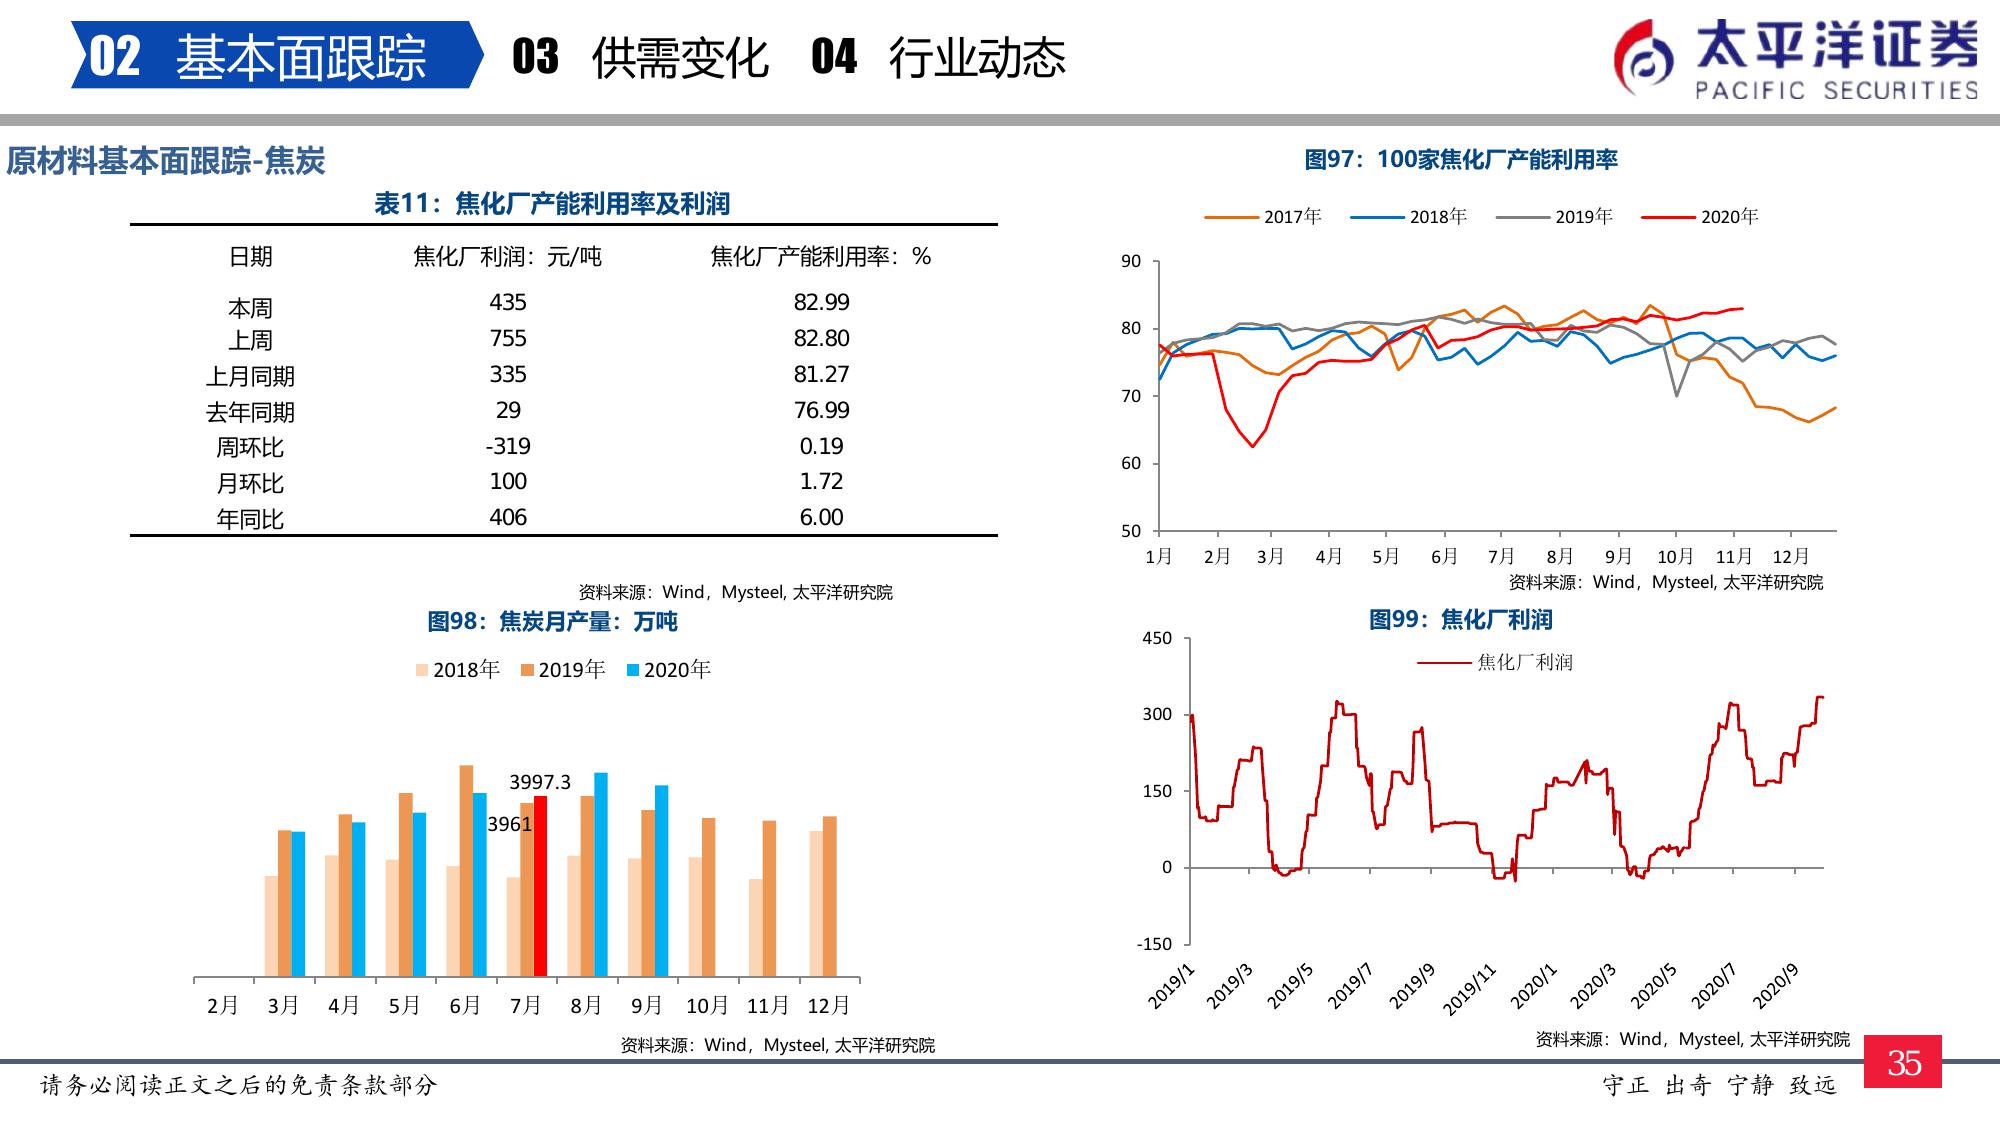 02 基本面跟踪 03 供需变化 04 行业动态
太平洋证券
PACIFIC SECURITIES
原材料基本面跟踪-焦炭
表11：焦化厂产能利用率及利润
日期 焦化厂利润：元/吨 焦化厂产能利用率：%
本周 435 82.99
上周 755 82.80
上月同期 335 81.27
去年同期 29 76.99
周环比 -319 0.19
月环比 100 1.72
年同比 406 6.00
资料来源：Wind，Mysteel, 太平洋研究院
图97：100家焦化厂产能利用率
2017年 2018年 2019年 2020年
90
80
70
60
50
1月 2月 3月 4月 5月 6月 7月 8月 9月 10月 11月 12月
资料来源：Wind，Mysteel, 太平洋研究院
图98：焦炭月产量：万吨
2018年 2019年 2020年
3997.3
3961
2月 3月 4月 5月 6月 7月 8月 9月 10月 11月 12月
资料来源：Wind，Mysteel, 太平洋研究院
图99：焦化厂利润
焦化厂利润
450
300
150
0
-150
2019/1 2019/3 2019/5 2019/7 2019/9 2019/11 2020/1 2020/3 2020/5 2020/7 2020/9
资料来源：Wind，Mysteel, 太平洋研究院
35
请务必阅读正文之后的免责条款部分
守正 出奇 宁静 致远